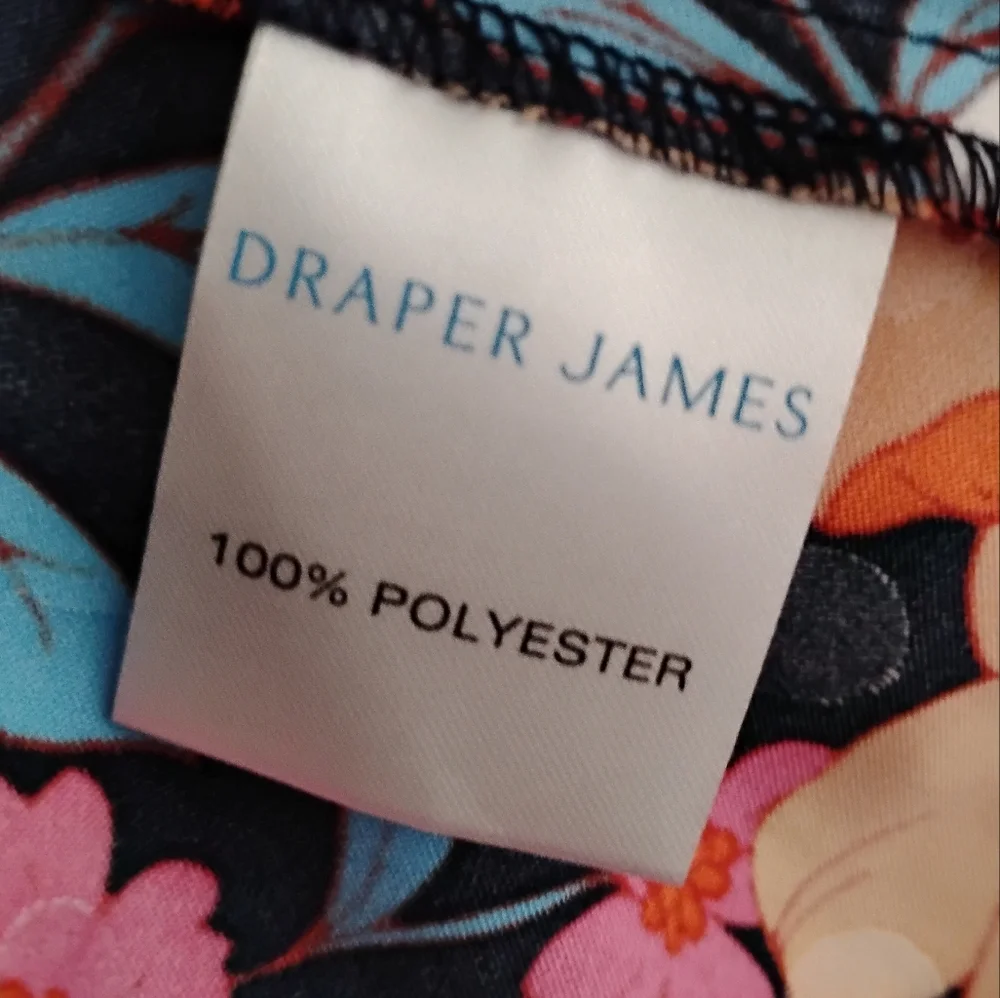 DRAPER JAMES
100% POLYESTER